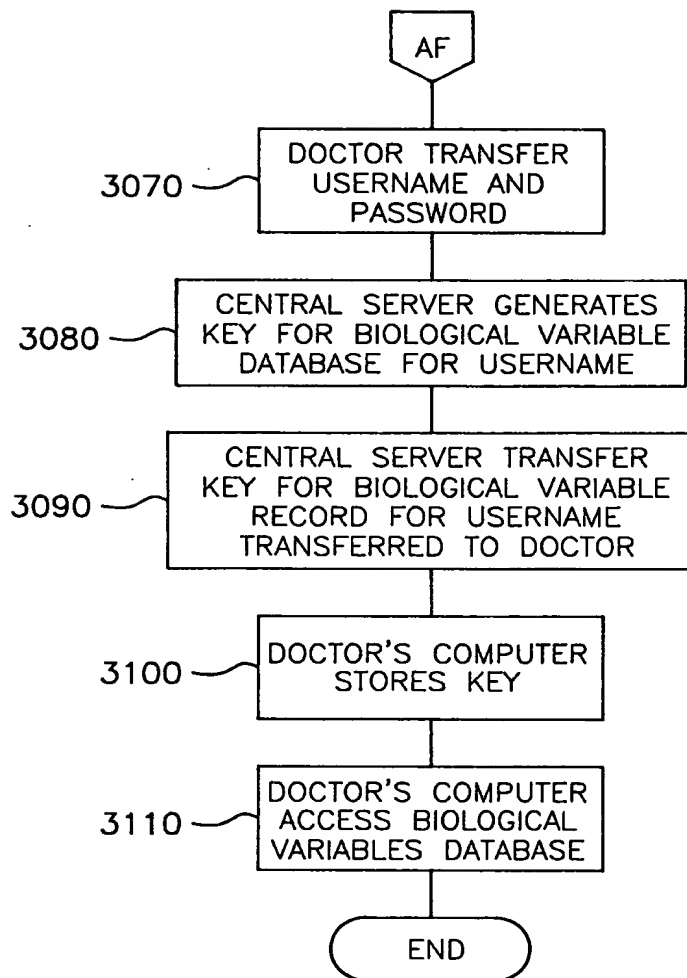 AF
3070
DOCTOR TRANSFER
USERNAME AND
PASSWORD
3080
CENTRAL SERVER GENERATES
KEY FOR BIOLOGICAL VARIABLE
DATABASE FOR USERNAME
3090
CENTRAL SERVER TRANSFER
KEY FOR BIOLOGICAL VARIABLE
RECORD FOR USERNAME
TRANSFERRED TO DOCTOR
3100
DOCTOR'S COMPUTER
STORES KEY
3110
DOCTOR'S COMPUTER
ACCESS BIOLOGICAL
VARIABLES DATABASE
END